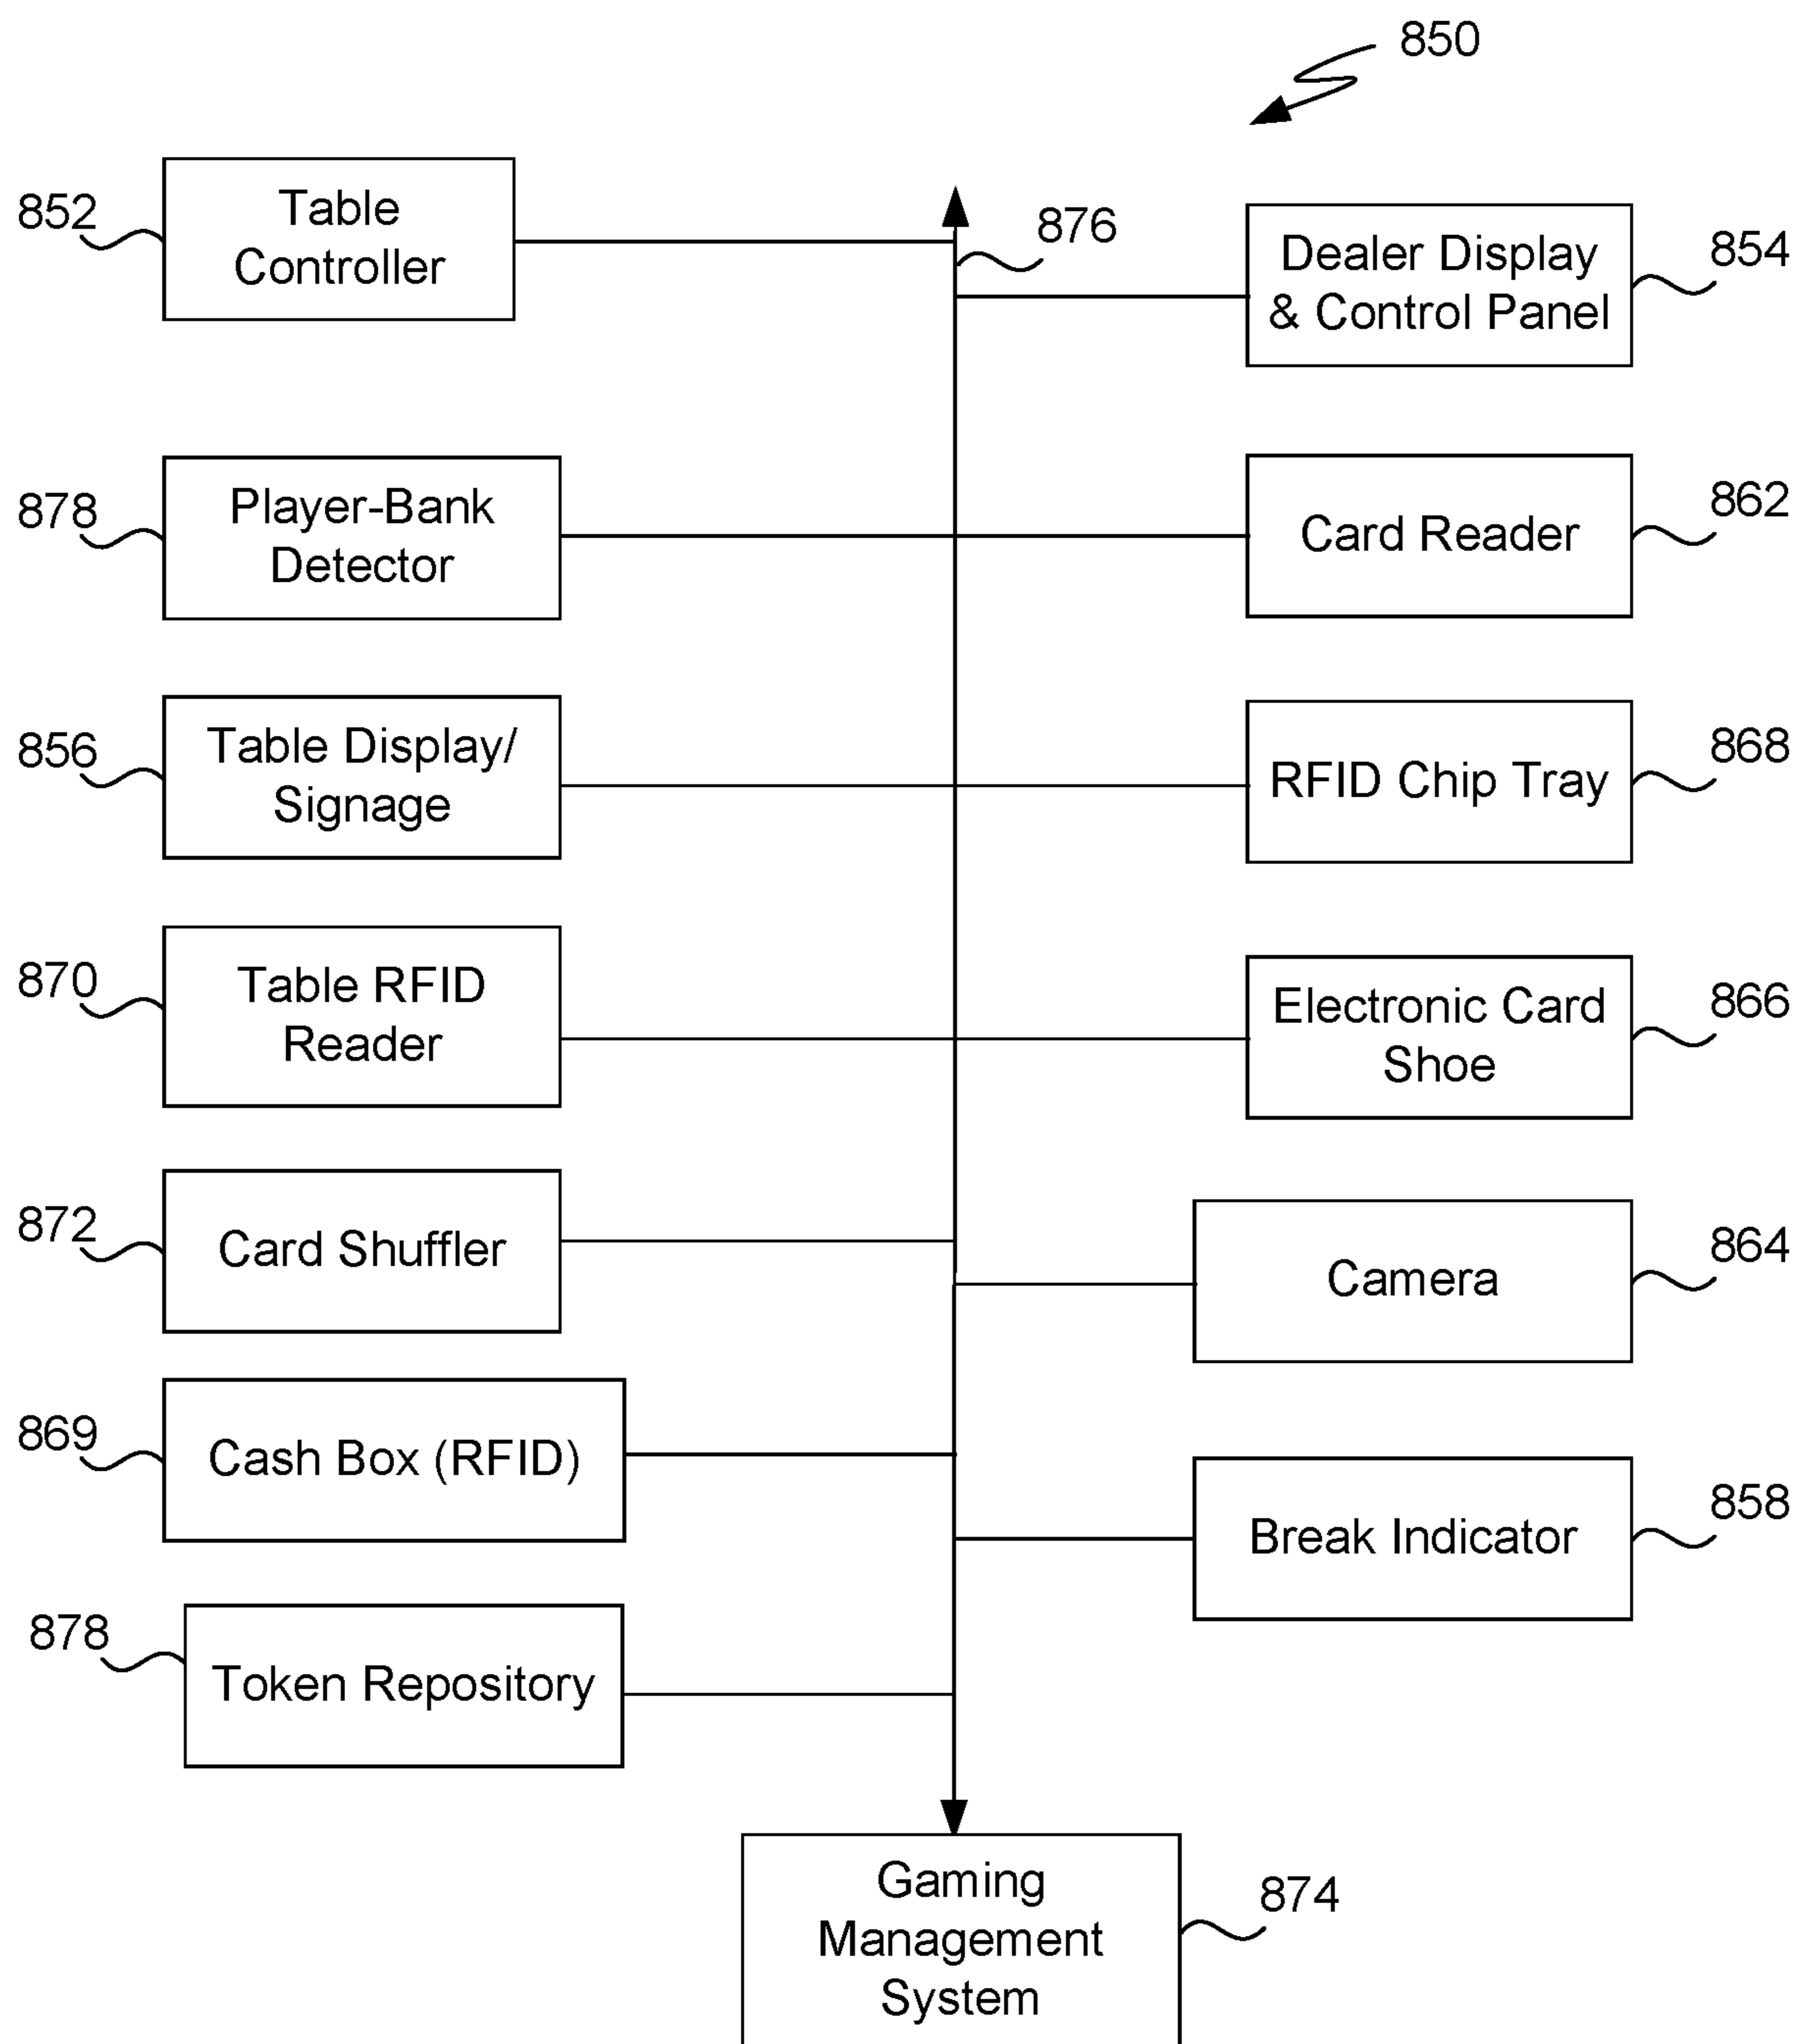 850
852
Table
Controller
876
Dealer Display
& Control Panel
854
878
Player-Bank
Detector
Card Reader
862
856
Table Display/
Signage
RFID Chip Tray
868
870
Table RFID
Reader
Electronic Card
Shoe
866
872
Card Shuffler
Camera
864
869
Cash Box (RFID)
Break Indicator
858
878
Token Repository
Gaming
Management
System
874